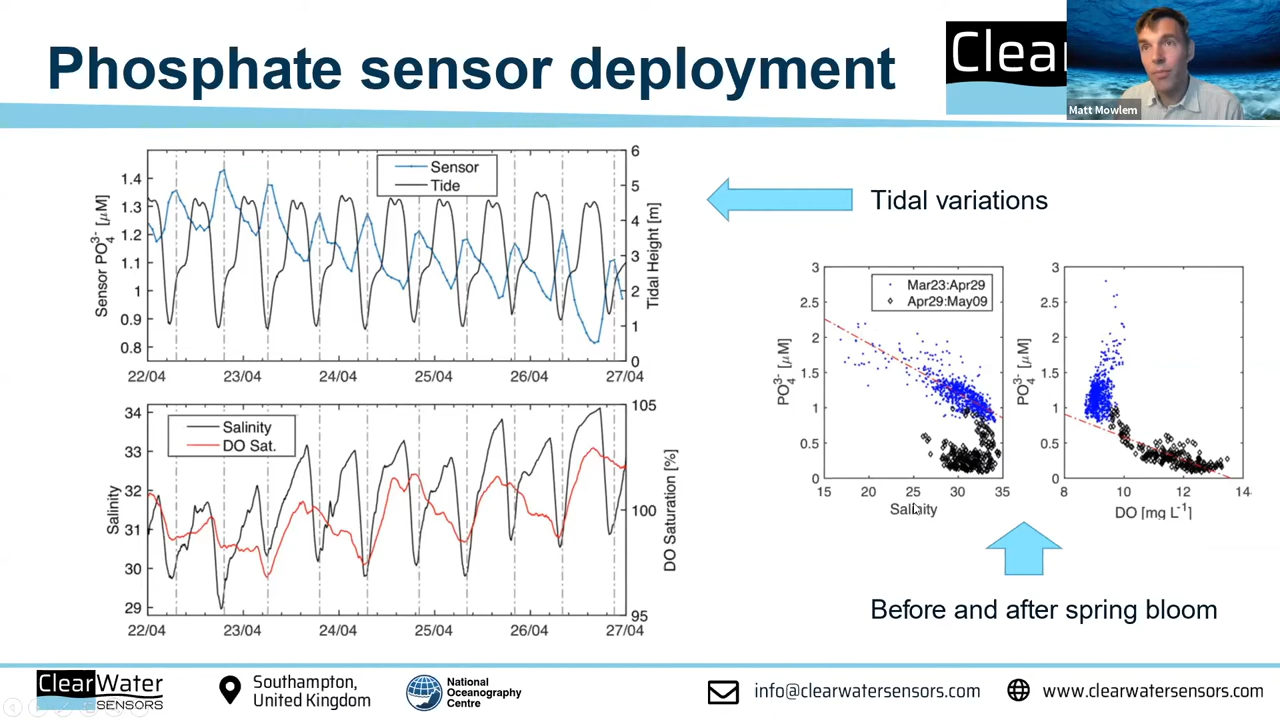 Phosphate sensor deployment
Clea
Matt Mowlem
Sensor
Tide
Sensor PO₄³⁻ [µM]
1.4
1.3
1.2
1.1
1
0.9
0.8
6
5
4
3
2
1
0
Tidal Height [m]
22/04 23/04 24/04 25/04 26/04 27/04
Salinity
DO Sat.
Salinity
34
33
32
31
30
29
105
100
95
DO Saturation [%]
22/04 23/04 24/04 25/04 26/04 27/04
Tidal variations
Mar23:Apr29
Apr29:May09
PO₄³⁻ [µM]
3
2.5
2
1.5
1
0.5
0
15 20 25 30 35
Salinity
PO₄³⁻ [µM]
3
2.5
2
1.5
1
0.5
0
8 10 12 14
DO [mg L⁻¹]
Before and after spring bloom
ClearWater
SENSORS
Southampton,
United Kingdom
National
Oceanography
Centre
info@clearwatersensors.com
www.clearwatersensors.com